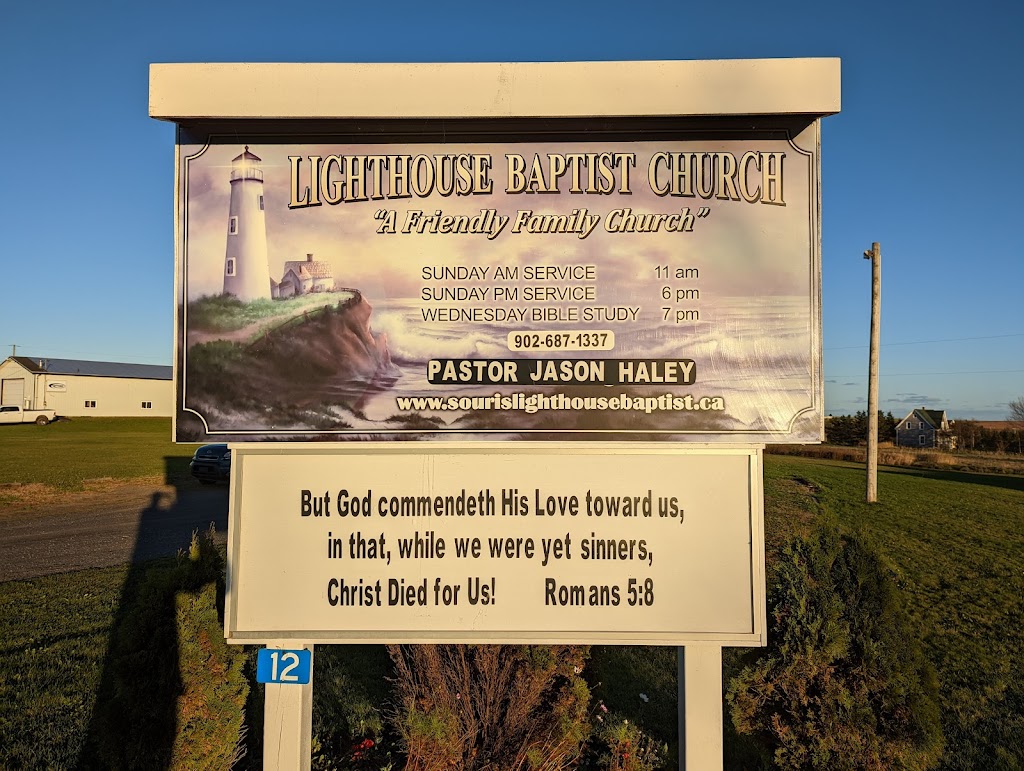 LIGHTHOUSE BAPTIST CHURCH
"A Friendly Family Church"
SUNDAY AM SERVICE 11 am
SUNDAY PM SERVICE 6 pm
WEDNESDAY BIBLE STUDY 7 pm
902-687-1337
PASTOR JASON HALEY
www.sourislighthousebaptist.ca
But God commendeth His Love toward us,
in that, while we were yet sinners,
Christ Died for Us! Romans 5:8
12